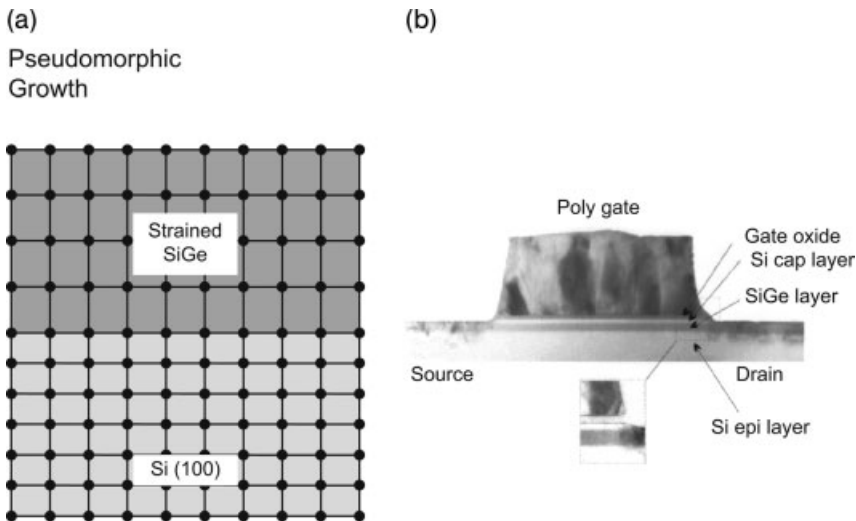 (a)
Pseudomorphic
Growth
Strained
SiGe
Si (100)
(b)
Poly gate
Gate oxide
Si cap layer
SiGe layer
Source
Drain
Si epi layer